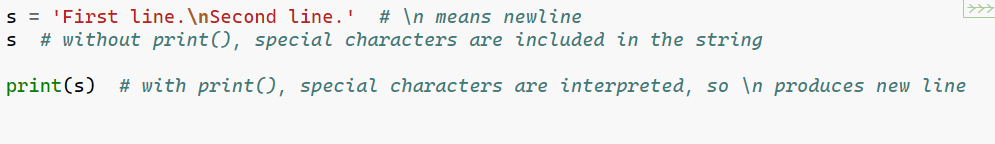 s = 'First line.\nSecond line.'  # \n means newline
s  # without print(), special characters are included in the string
print(s)  # with print(), special characters are interpreted, so \n produces new line
>>>